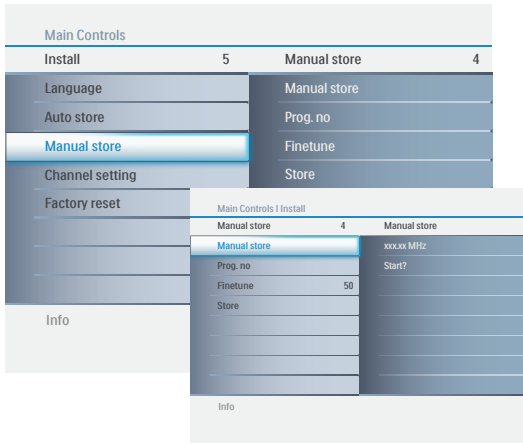 Main Controls
Install 5 Manual store 4
Language Manual store
Auto store Prog. no
Manual store Finetune
Channel setting Store
Factory reset
Info
Main Controls I Install
Manual store 4 Manual store
Manual store xxx.xx MHz
Prog. no Start?
Finetune 50
Store
Info